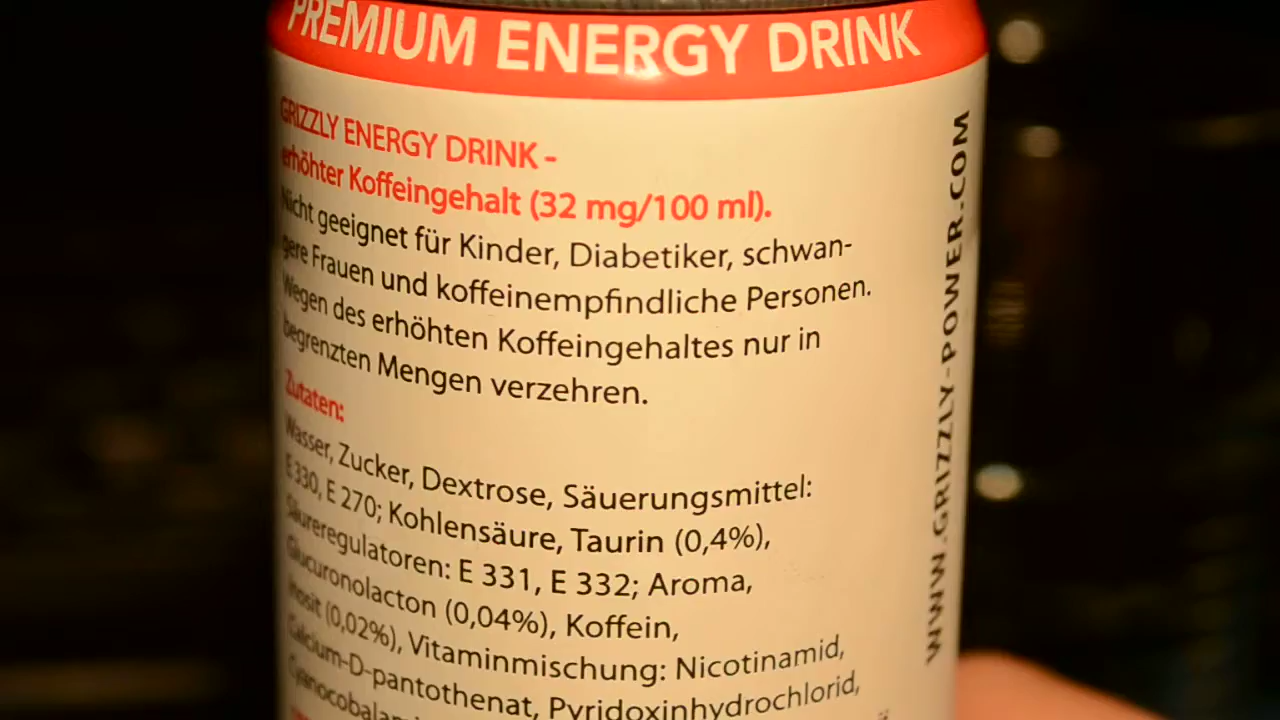 PREMIUM ENERGY DRINK
GRIZZLY ENERGY DRINK -
erhöhter Koffeingehalt (32 mg/100 ml).
Nicht geeignet für Kinder, Diabetiker, schwan-
gere Frauen und koffeinempfindliche Personen.
Wegen des erhöhten Koffeingehaltes nur in
begrenzten Mengen verzehren.
Zutaten:
Wasser, Zucker, Dextrose, Säuerungsmittel:
E 330, E 270; Kohlensäure, Taurin (0,4%),
Säureregulatoren: E 331, E 332; Aroma,
Glucuronolacton (0,04%), Koffein,
Inosit (0,02%), Vitaminmischung: Nicotinamid,
Calcium-D-pantothenat, Pyridoxinhydrochlorid,
WWW.GRIZZLY-POWER.COM